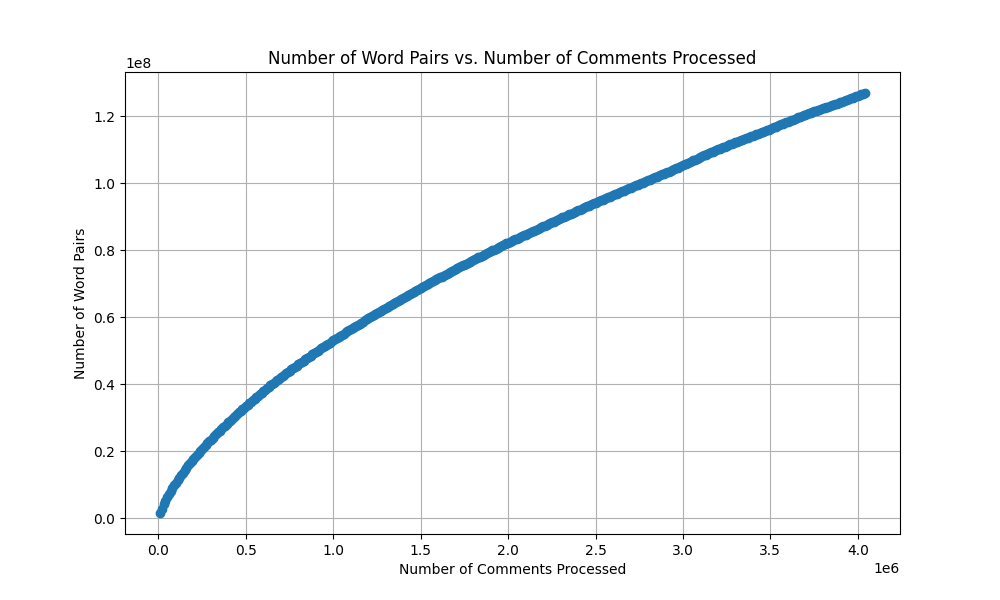 Number of Word Pairs vs. Number of Comments Processed
1e8
1.2
1.0
0.8
0.6
0.4
0.2
0.0
Number of Word Pairs
0.0 0.5 1.0 1.5 2.0 2.5 3.0 3.5 4.0
1e6
Number of Comments Processed